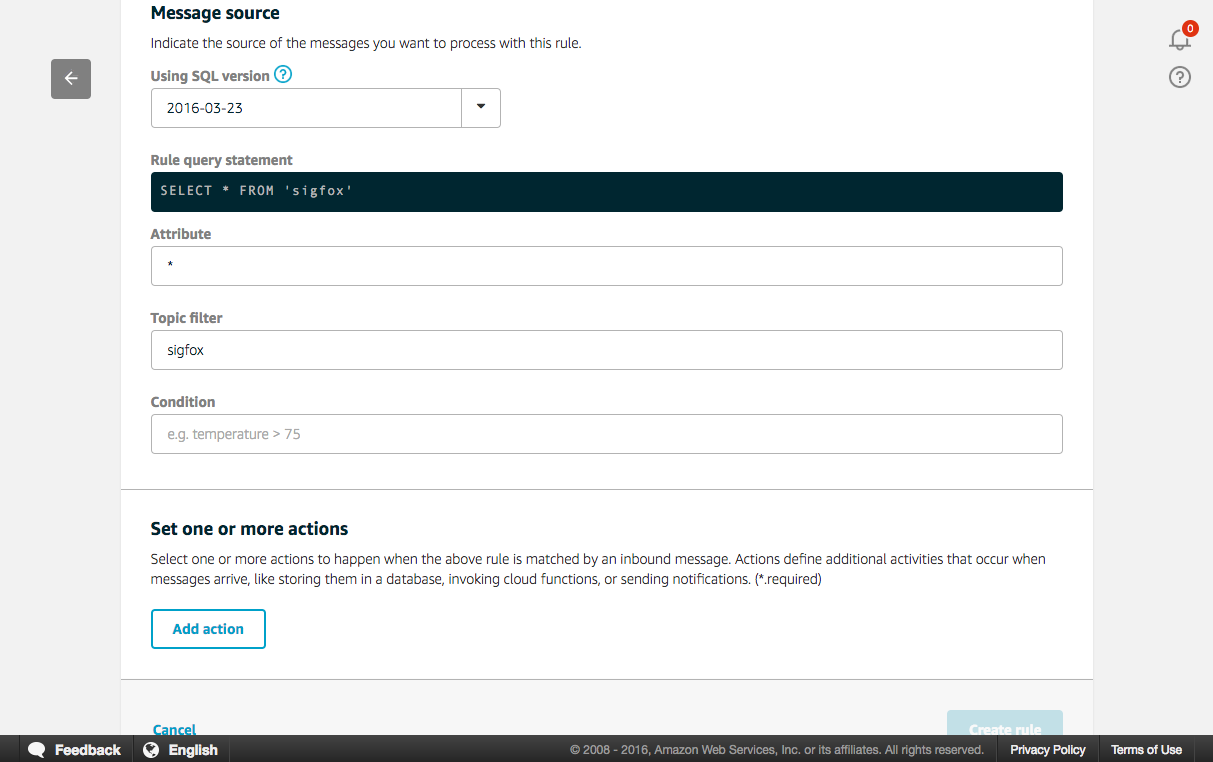 Message source
0
Indicate the source of the messages you want to process with this rule.
Using SQL version ?
?
2016-03-23
Rule query statement
SELECT * FROM 'sigfox'
Attribute
*
Topic filter
sigfox
Condition
e.g. temperature > 75
Set one or more actions
Select one or more actions to happen when the above rule is matched by an inbound message. Actions define additional activities that occur when
messages arrive, like storing them in a database, invoking cloud functions, or sending notifications. (*.required)
Add action
Cancel
Create rule
Feedback
English
© 2008 - 2016, Amazon Web Services, Inc. or its affiliates. All rights reserved.
Privacy Policy
Terms of Use